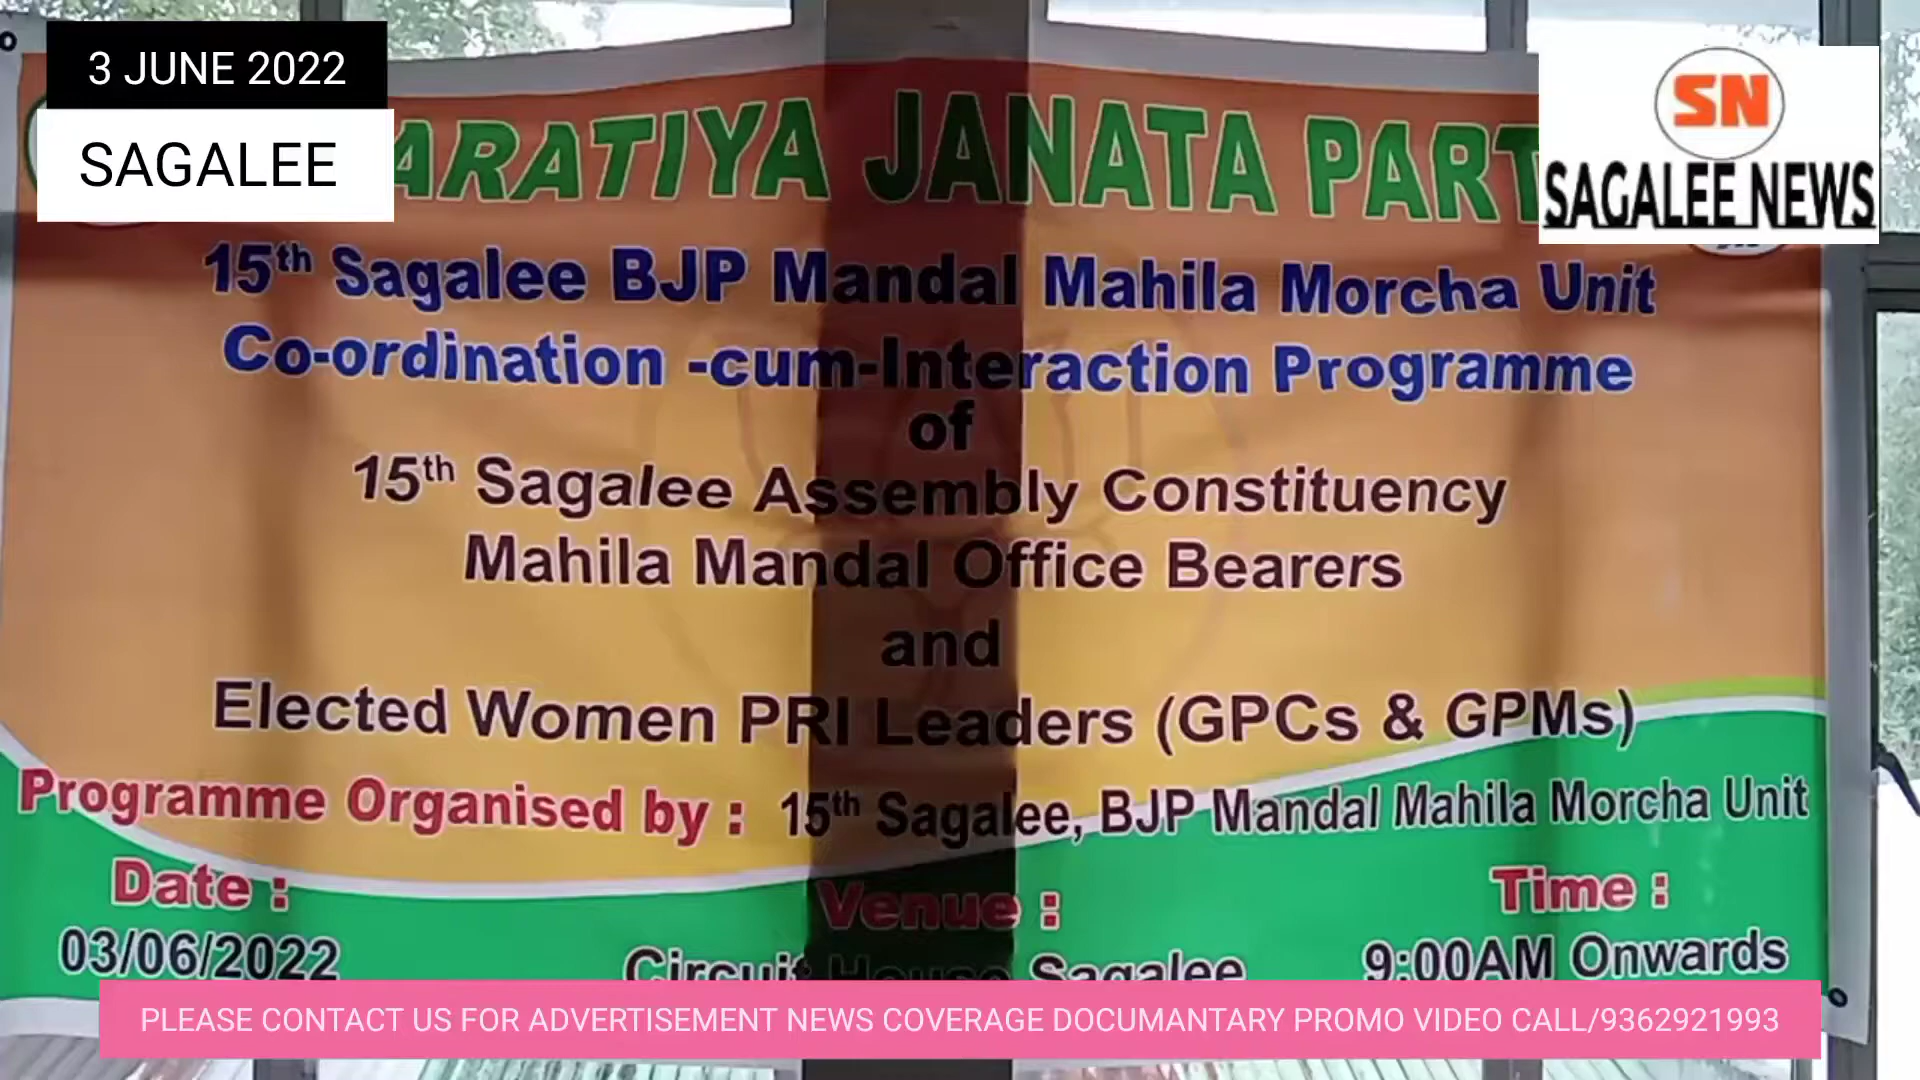 3 JUNE 2022
SAGALEE
SN
SAGALEE NEWS
ARATIYA JANATA PART
15th Sagalee BJP Mandal Mahila Morcha Unit
Co-ordination -cum-Interaction Programme
of
15th Sagalee Assembly Constituency
Mahila Mandal Office Bearers
and
Elected Women PRI Leaders (GPCs & GPMs)
Programme Organised by : 15th Sagalee, BJP Mandal Mahila Morcha Unit
Date :
03/06/2022
Venue :
Circuit House Sagalee
Time :
9:00AM Onwards
PLEASE CONTACT US FOR ADVERTISEMENT NEWS COVERAGE DOCUMANTARY PROMO VIDEO CALL/9362921993